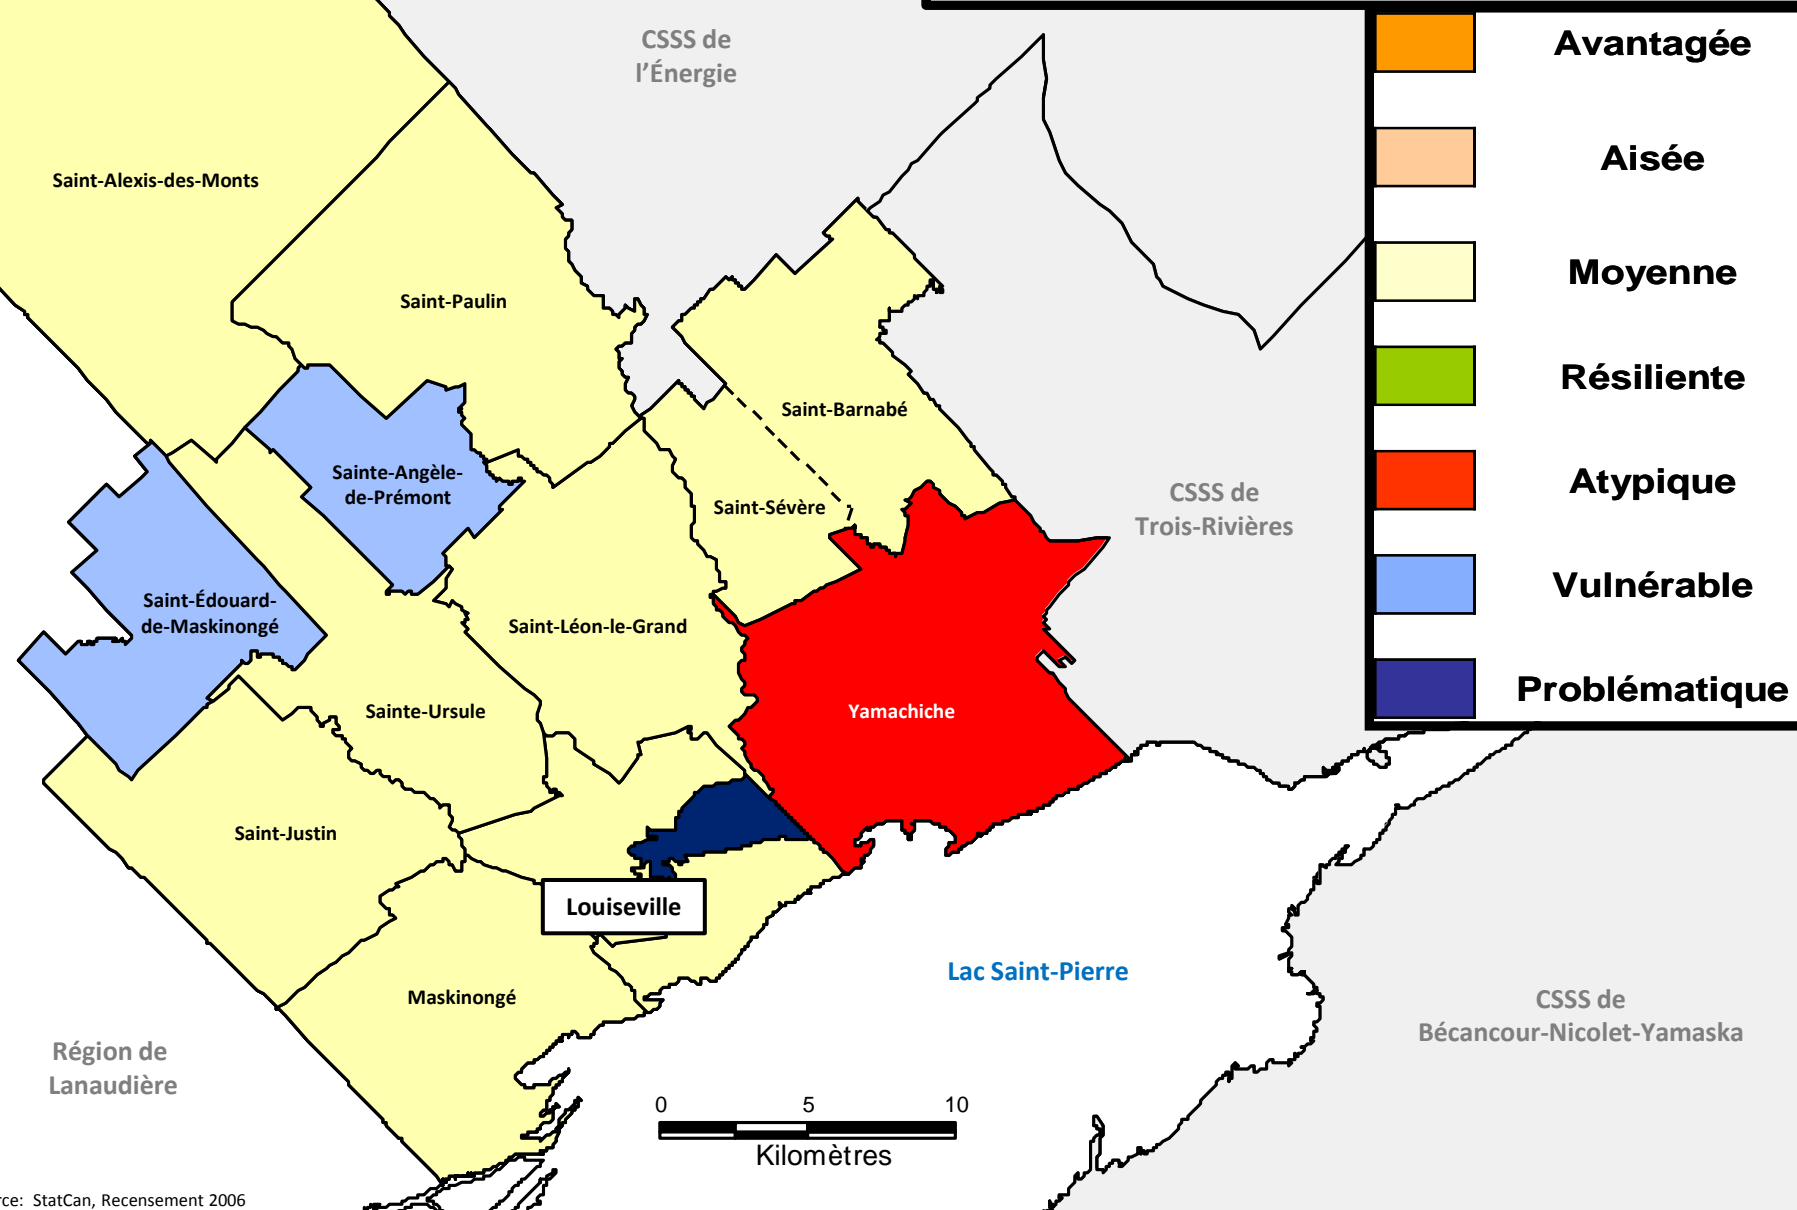 CSSS de
l'Énergie
Avantagée
Aisée
Moyenne
Résiliente
Atypique
Vulnérable
Problématique
Saint-Alexis-des-Monts
Saint-Paulin
Saint-Barnabé
Sainte-Angèle-
de-Prémont
Saint-Sévère
CSSS de
Trois-Rivières
Saint-Édouard-
de-Maskinongé
Saint-Léon-le-Grand
Sainte-Ursule
Yamachiche
Saint-Justin
Louiseville
Maskinongé
Lac Saint-Pierre
CSSS de
Bécancour-Nicolet-Yamaska
Région de
Lanaudière
0 5 10
Kilomètres
rce: StatCan, Recensement 2006